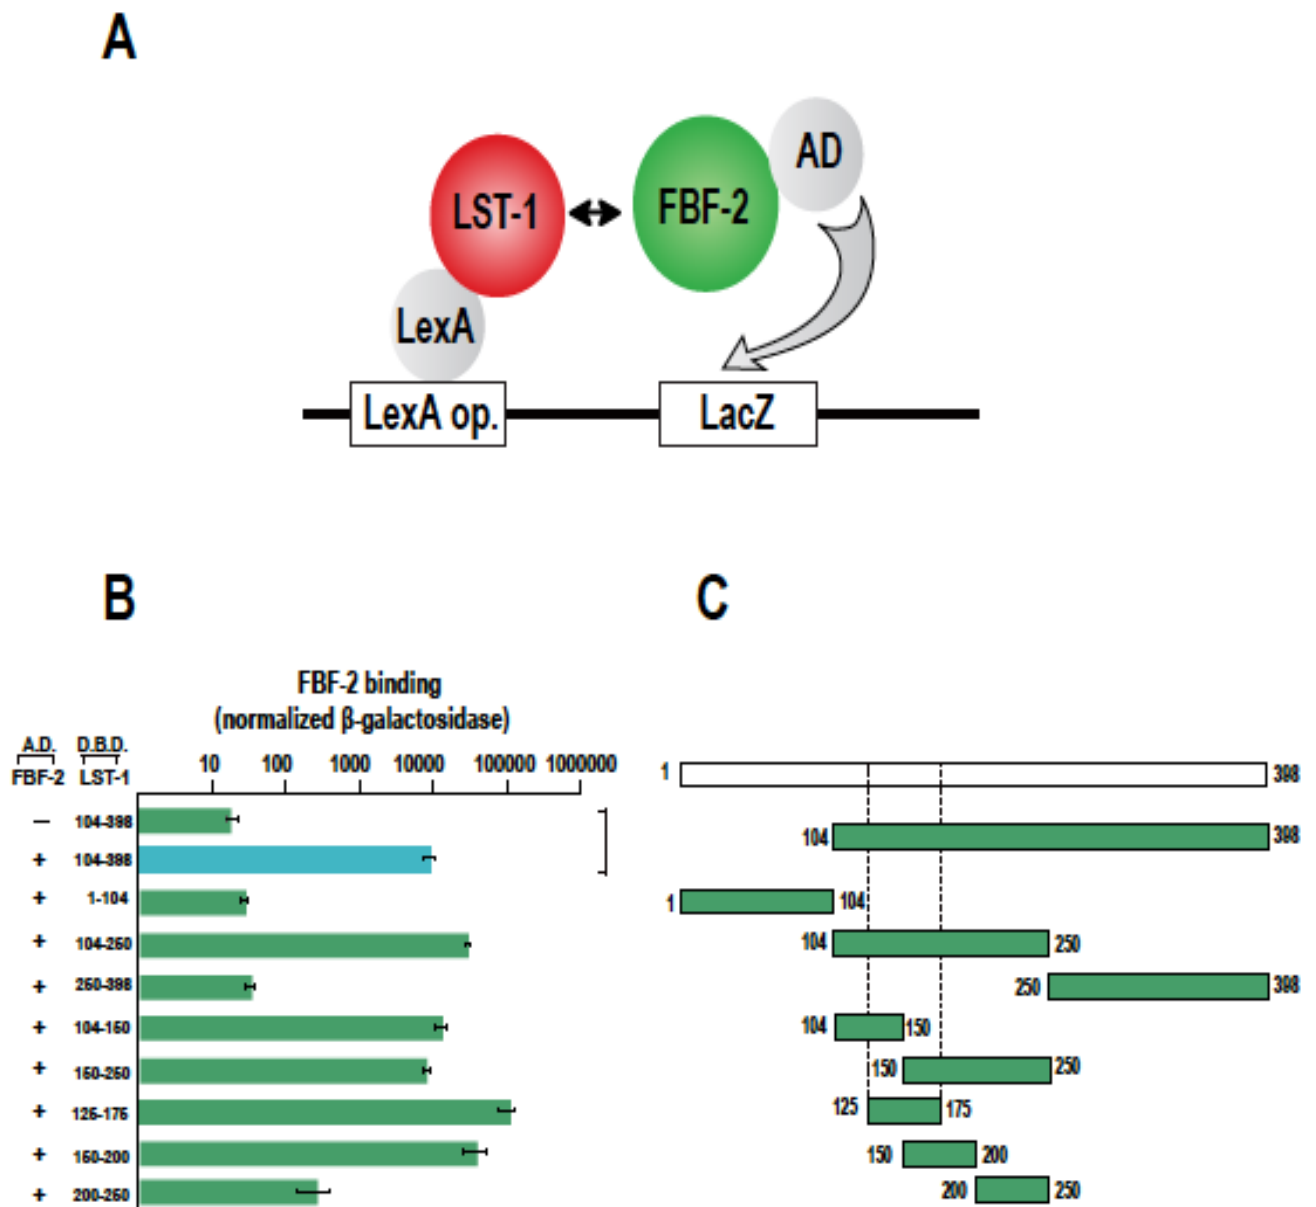 A
LST-1
FBF-2
AD
LexA
LexA op.
LacZ
B
FBF-2 binding
(normalized β-galactosidase)
A.D.
D.B.D.
FBF-2
LST-1
10
100
1000
10000
100000
1000000
– 104-398
+ 104-398
+ 1-104
+ 104-250
+ 250-398
+ 104-150
+ 150-250
+ 125-175
+ 150-200
+ 200-250
C
1 398
104 398
1 104
104 250
250 398
104 150
150 250
125 175
150 200
200 250